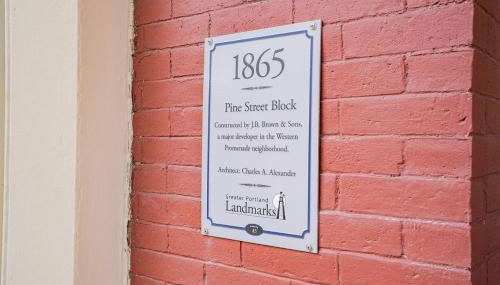 1865
Pine Street Block
Constructed by J.B. Brown & Sons,
a major developer in the Western
Promenade neighborhood.
Architect: Charles A. Alexander
Greater Portland
Landmarks